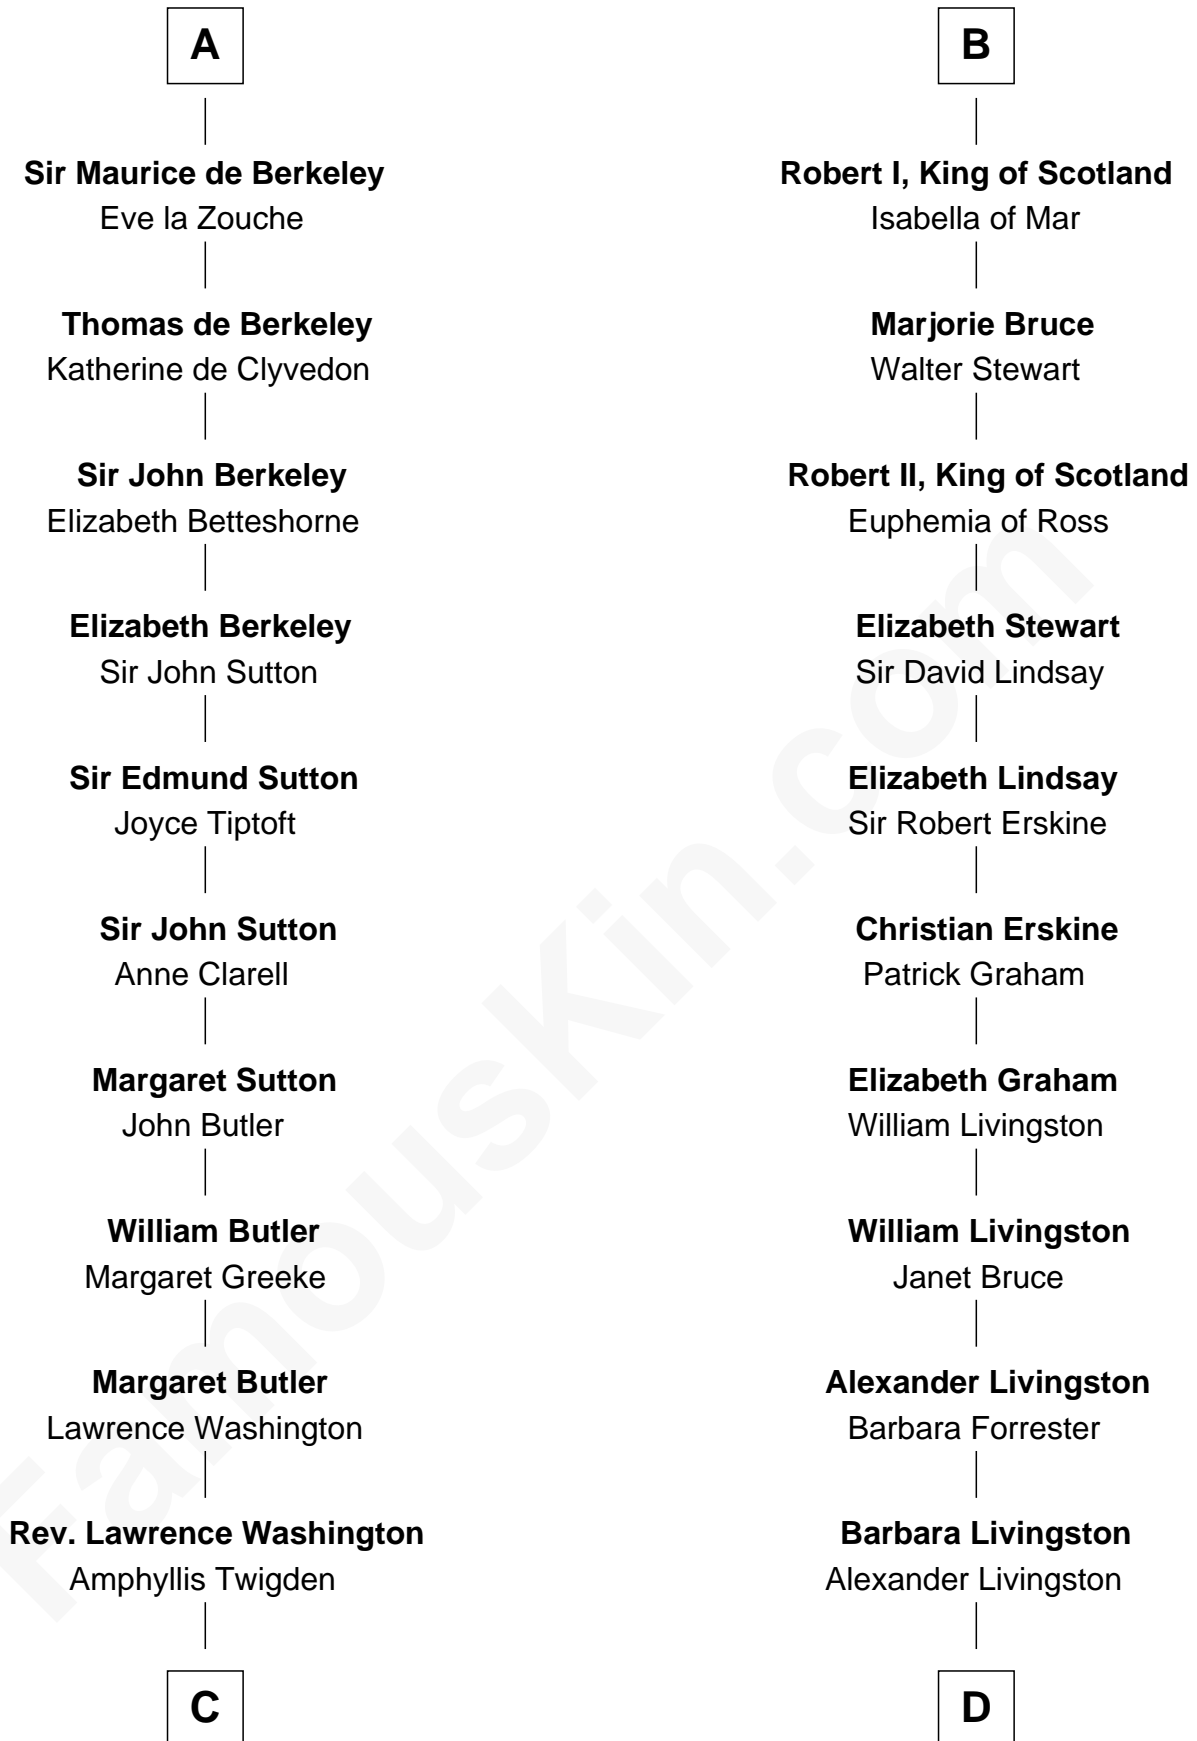 A
Sir Maurice de Berkeley
Eve la Zouche
Thomas de Berkeley
Katherine de Clyvedon
Sir John Berkeley
Elizabeth Betteshorne
Elizabeth Berkeley
Sir John Sutton
Sir Edmund Sutton
Joyce Tiptoft
Sir John Sutton
Anne Clarell
Margaret Sutton
John Butler
William Butler
Margaret Greeke
Margaret Butler
Lawrence Washington
Rev. Lawrence Washington
Amphyllis Twigden
C
B
Robert I, King of Scotland
Isabella of Mar
Marjorie Bruce
Walter Stewart
Robert II, King of Scotland
Euphemia of Ross
Elizabeth Stewart
Sir David Lindsay
Elizabeth Lindsay
Sir Robert Erskine
Christian Erskine
Patrick Graham
Elizabeth Graham
William Livingston
William Livingston
Janet Bruce
Alexander Livingston
Barbara Forrester
Barbara Livingston
Alexander Livingston
D
FamousKin.com